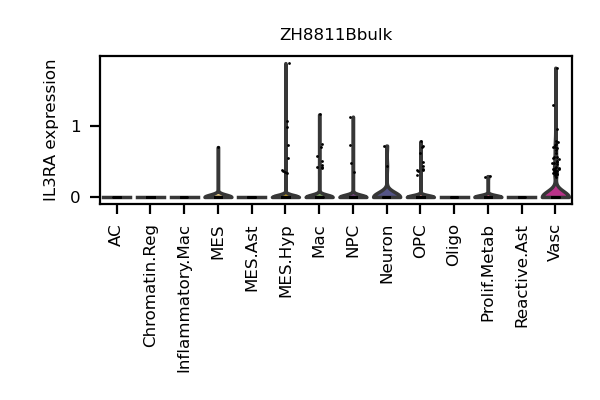 ZH8811Bbulk
IL3RA expression
1
0
AC
Chromatin.Reg
Inflammatory.Mac
MES
MES.Ast
MES.Hyp
Mac
NPC
Neuron
OPC
Oligo
Prolif.Metab
Reactive.Ast
Vasc